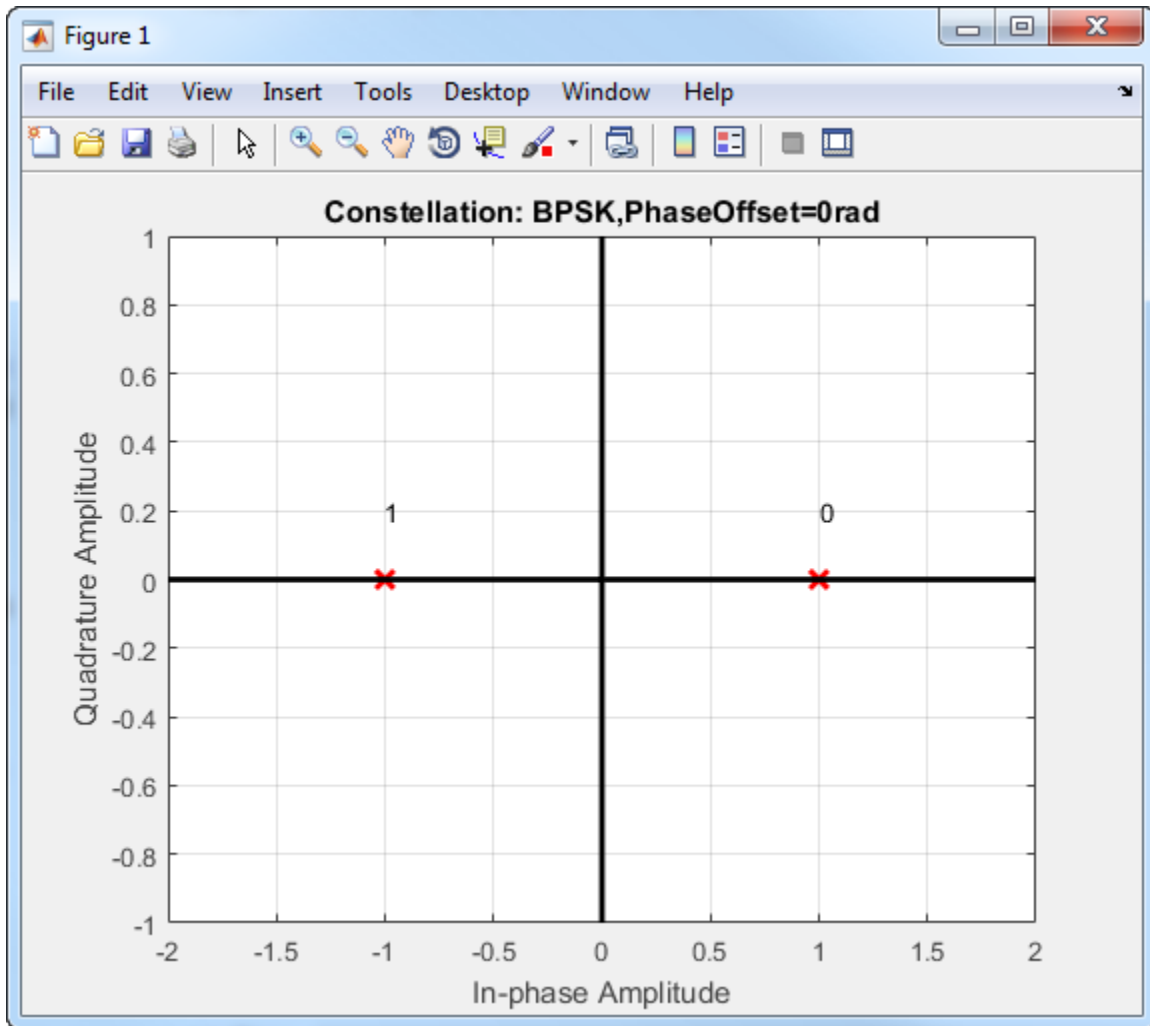 Figure 1
File Edit View Insert Tools Desktop Window Help
Constellation: BPSK,PhaseOffset=0rad
1
0.8
0.6
0.4
0.2
0
-0.2
-0.4
-0.6
-0.8
-1
Quadrature Amplitude
1 0
-2 -1.5 -1 -0.5 0 0.5 1 1.5 2
In-phase Amplitude